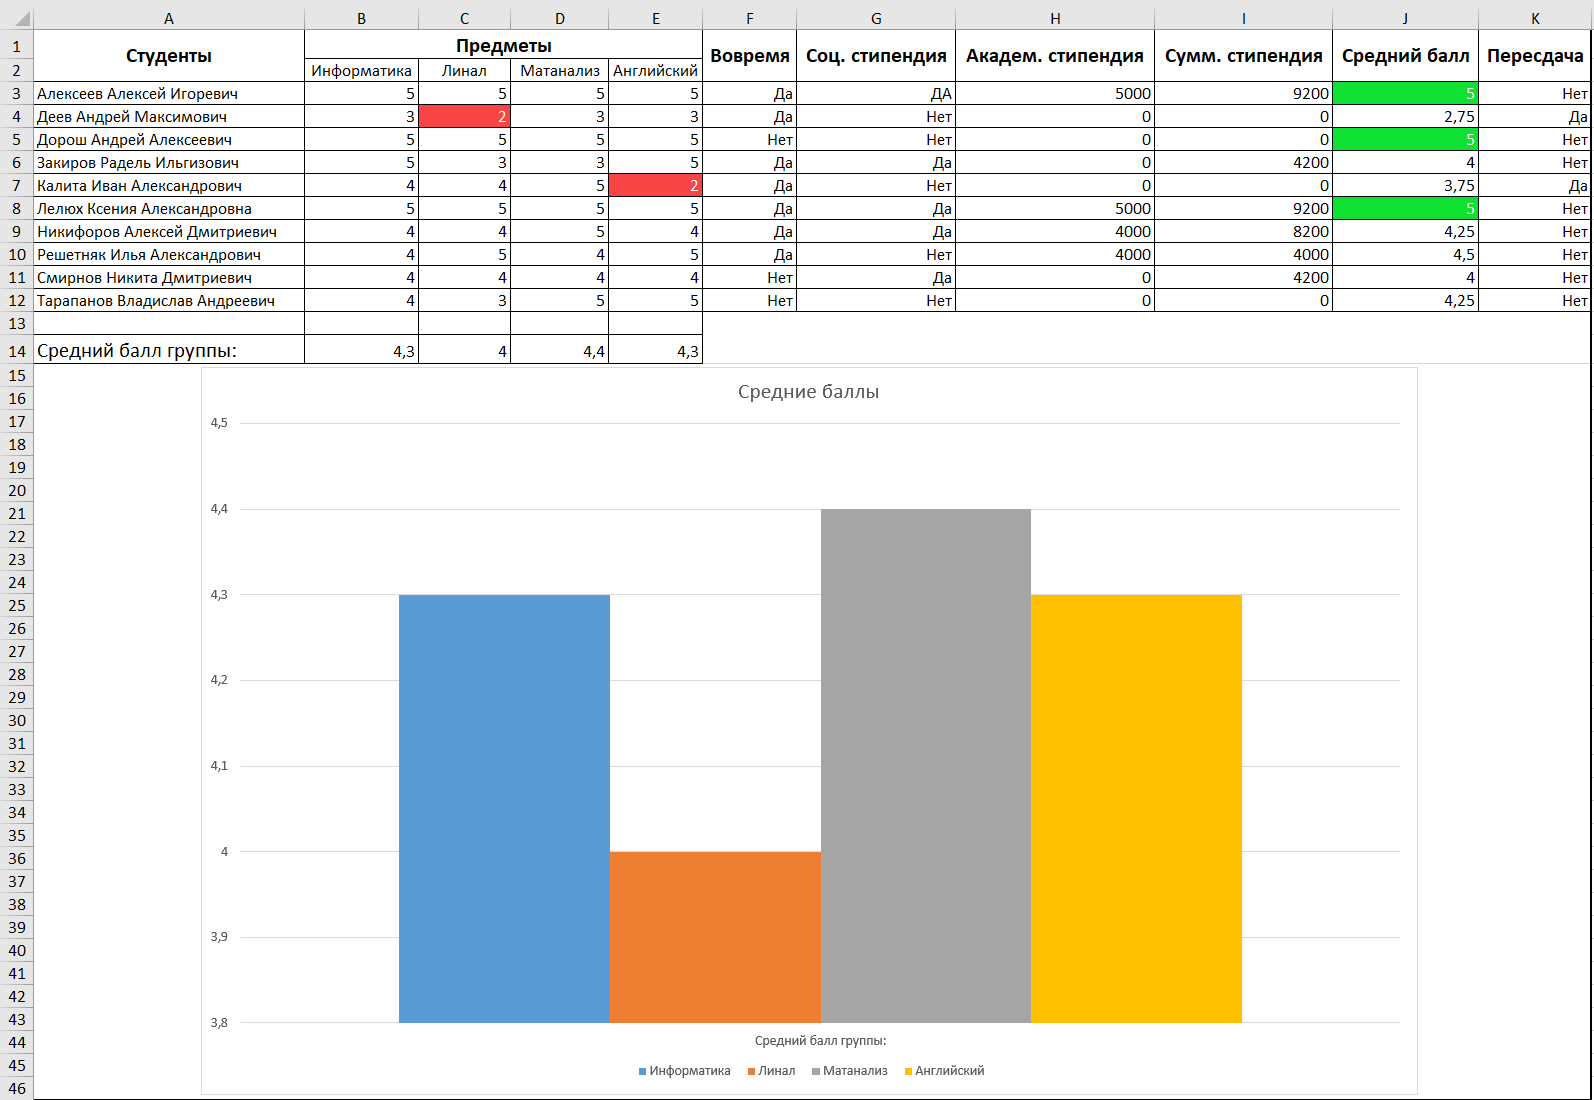 A B C D E F G H I J K
1 Студенты Предметы Вовремя Соц. стипендия Академ. стипендия Сумм. стипендия Средний балл Пересдача
2 Информатика Линал Матанализ Английский
3 Алексеев Алексей Игоревич 5 5 5 5 Да ДА 5000 9200 5 Нет
4 Деев Андрей Максимович 3 2 3 3 Да Нет 0 0 2,75 Да
5 Дорош Андрей Алексеевич 5 5 5 5 Нет Нет 0 0 5 Нет
6 Закиров Радель Ильгизович 5 3 3 5 Да Да 0 4200 4 Нет
7 Калита Иван Александрович 4 4 5 2 Да Нет 0 0 3,75 Да
8 Лелюх Ксения Александровна 5 5 5 5 Да Да 5000 9200 5 Нет
9 Никифоров Алексей Дмитриевич 4 4 5 4 Да Да 4000 8200 4,25 Нет
10 Решетняк Илья Александрович 4 5 4 5 Да Нет 4000 4000 4,5 Нет
11 Смирнов Никита Дмитриевич 4 4 4 4 Нет Да 0 4200 4 Нет
12 Тарапанов Владислав Андреевич 4 3 5 5 Нет Нет 0 0 4,25 Нет
13
14 Средний балл группы: 4,3 4 4,4 4,3
15
16 Средние баллы
17 4,5
18
19
20
21 4,4
22
23
24
25 4,3
26
27
28 4,2
29
30
31
32 4,1
33
34
35
36 4
37
38
39
40 3,9
41
42
43 3,8
44 Средний балл группы:
45 Информатика Линал Матанализ Английский
46